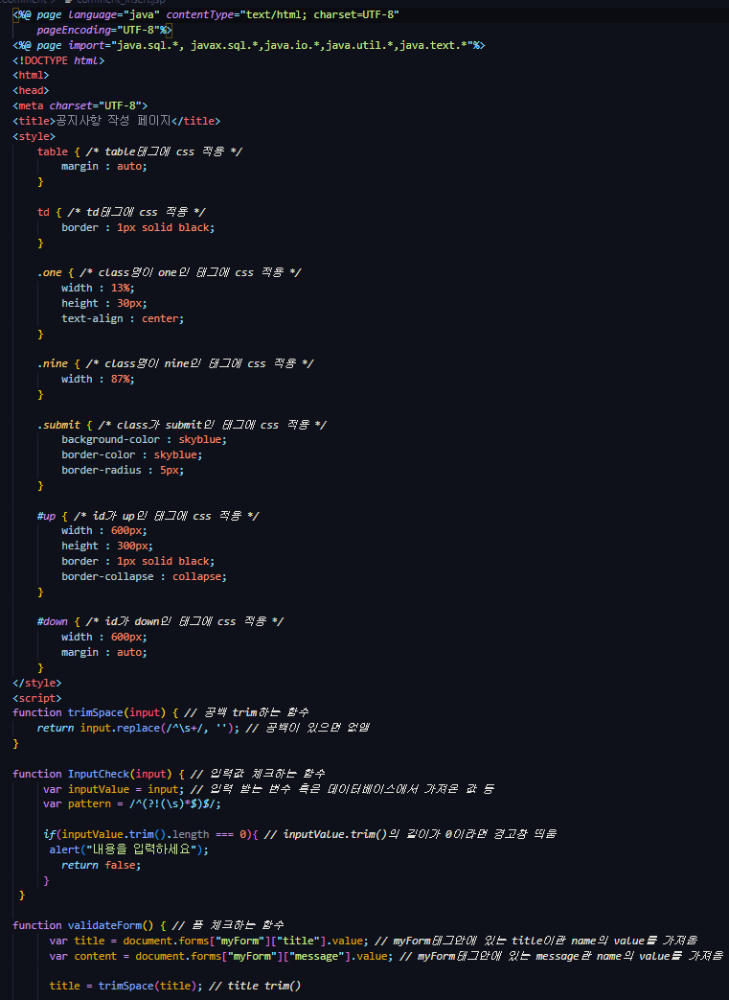 comment_insert.jsp
<%@ page language="java" contentType="text/html; charset=UTF-8"
    pageEncoding="UTF-8"%>
<%@ page import="java.sql.*, javax.sql.*,java.io.*,java.util.*,java.text.*"%>
<!DOCTYPE html>
<html>
<head>
<meta charset="UTF-8">
<title>공지사항 작성 페이지</title>
<style>
    table { /* table태그에 css 적용 */
        margin : auto;
    }

    td { /* td태그에 css 적용 */
        border : 1px solid black;
    }

    .one { /* class명이 one인 태그에 css 적용 */
        width : 13%;
        height : 30px;
        text-align : center;
    }

    .nine { /* class명이 nine인 태그에 css 적용 */
        width : 87%;
    }

    .submit { /* class가 submit인 태그에 css 적용 */
        background-color : skyblue;
        border-color : skyblue;
        border-radius : 5px;
    }

    #up { /* id가 up인 태그에 css 적용 */
        width : 600px;
        height : 300px;
        border : 1px solid black;
        border-collapse : collapse;
    }

    #down { /* id가 down인 태그에 css 적용 */
        width : 600px;
        margin : auto;
    }
</style>
<script>
function trimSpace(input) { // 공백 trim하는 함수
    return input.replace(/^\s+/, ''); // 공백이 있으면 없앰
}

function InputCheck(input) { // 입력값 체크하는 함수
     var inputValue = input; // 입력 받는 변수 혹은 데이터베이스에서 가져온 값 등
     var pattern = /^(?!(\s)*$)$/;

     if(inputValue.trim().length === 0){ // inputValue.trim()의 길이가 0이라면 경고창 띄움
      alert("내용을 입력하세요");
        return false;
     }
 }

function validateForm() { // 폼 체크하는 함수
      var title = document.forms["myForm"]["title"].value; // myForm태그안에 있는 title이란 name의 value를 가져옴
      var content = document.forms["myForm"]["message"].value; // myForm태그안에 있는 message란 name의 value를 가져옴

      title = trimSpace(title); // title trim()